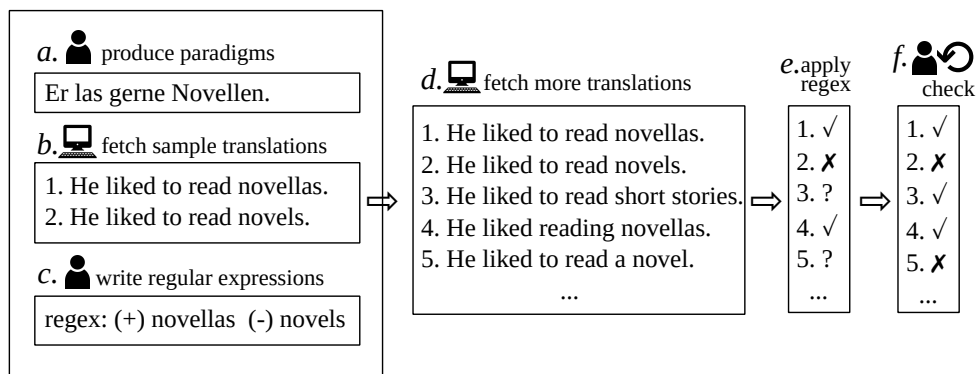 a. produce paradigms
Er las gerne Novellen.
b. fetch sample translations
1. He liked to read novellas.
2. He liked to read novels.
c. write regular expressions
regex: (+) novellas (-) novels
d. fetch more translations
1. He liked to read novellas.
2. He liked to read novels.
3. He liked to read short stories.
4. He liked reading novellas.
5. He liked to read a novel.
...
e. apply
regex
1. √
2. ✗
3. ?
4. √
5. ?
...
f.
check
1. √
2. ✗
3. √
4. √
5. ✗
...